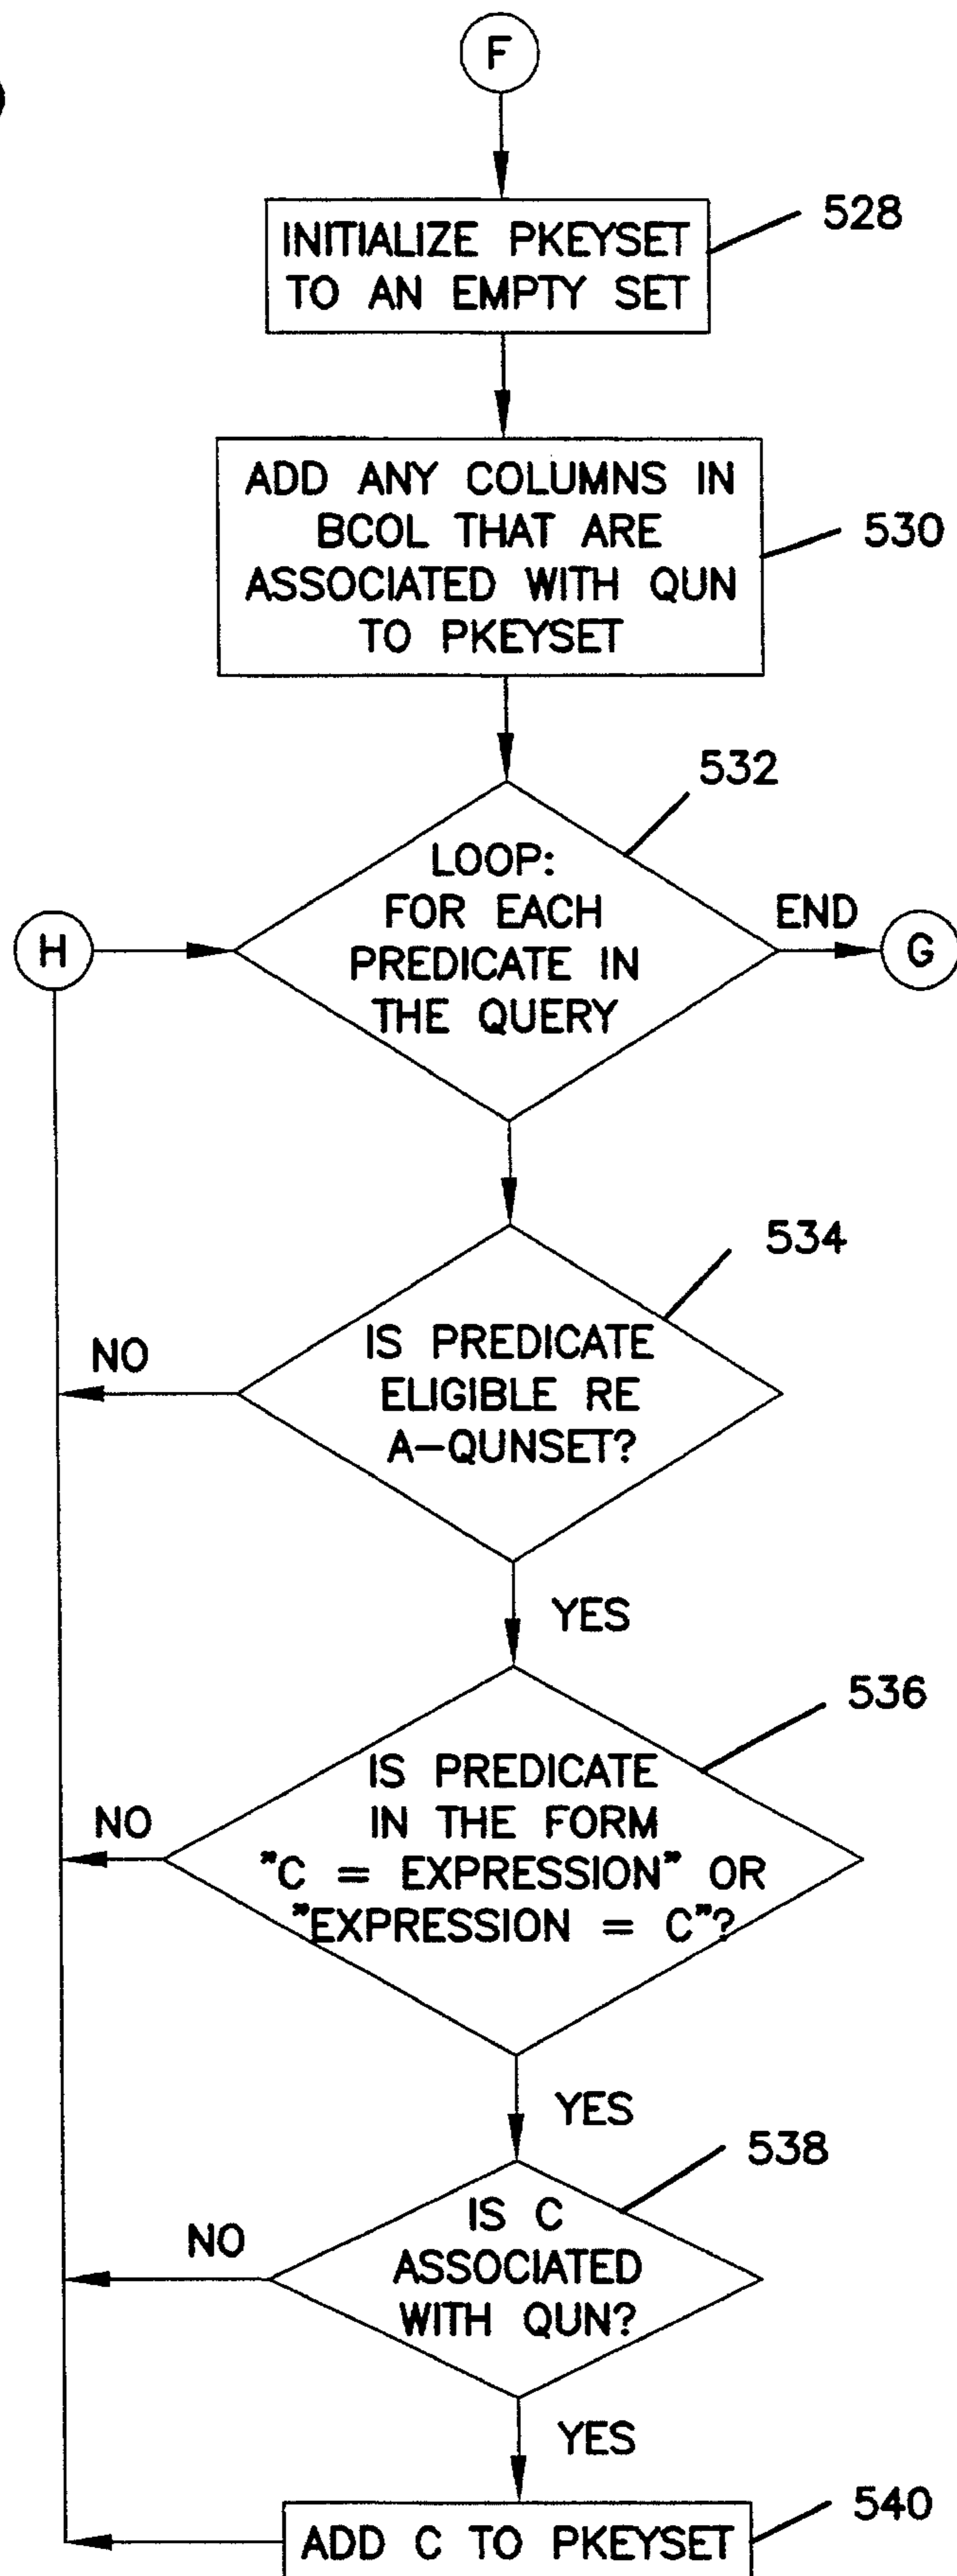 F
INITIALIZE PKEYSET
TO AN EMPTY SET
528
ADD ANY COLUMNS IN
BCOL THAT ARE
ASSOCIATED WITH QUN
TO PKEYSET
530
532
LOOP:
FOR EACH
PREDICATE IN
THE QUERY
H
END
G
534
IS PREDICATE
ELIGIBLE RE
A-QUNSET?
NO
YES
536
IS PREDICATE
IN THE FORM
"C = EXPRESSION" OR
"EXPRESSION = C"?
NO
YES
538
IS C
ASSOCIATED
WITH QUN?
NO
YES
540
ADD C TO PKEYSET